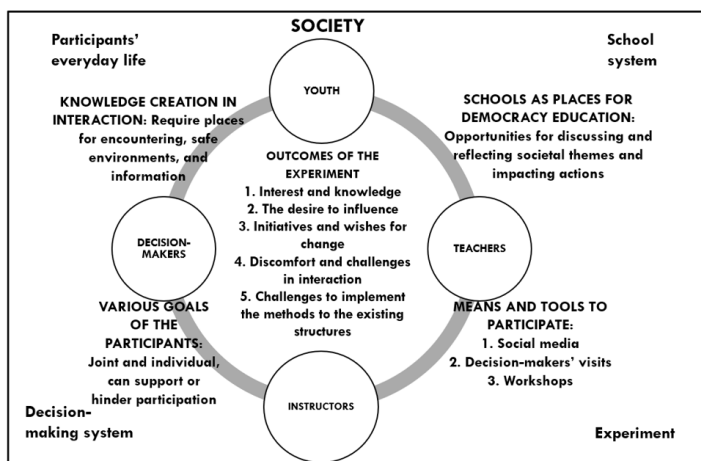 SOCIETY
Participants'
everyday life
School
system
YOUTH
KNOWLEDGE CREATION IN
INTERACTION: Require places
for encountering, safe
environments, and
information
SCHOOLS AS PLACES FOR
DEMOCRACY EDUCATION:
Opportunities for discussing and
reflecting societal themes and
impacting actions
OUTCOMES OF THE
EXPERIMENT
1. Interest and knowledge
2. The desire to influence
3. Initiatives and wishes for
change
4. Discomfort and challenges
in interaction
5. Challenges to implement
the methods to the existing
structures
DECISION-
MAKERS
TEACHERS
VARIOUS GOALS
OF THE
PARTICIPANTS:
Joint and individual,
can support or
hinder participation
MEANS AND TOOLS TO
PARTICIPATE:
1. Social media
2. Decision-makers' visits
3. Workshops
INSTRUCTORS
Decision-
making system
Experiment